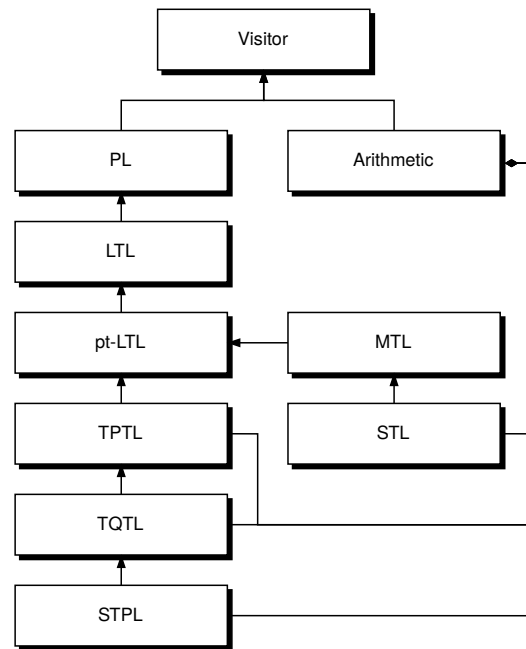 Visitor
PL
Arithmetic
LTL
pt-LTL
MTL
TPTL
STL
TQTL
STPL